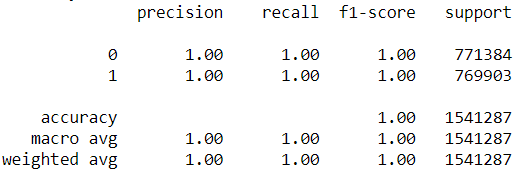 precision recall f1-score support
0 1.00 1.00 1.00 771384
1 1.00 1.00 1.00 769903
accuracy 1.00 1541287
macro avg 1.00 1.00 1.00 1541287
weighted avg 1.00 1.00 1.00 1541287